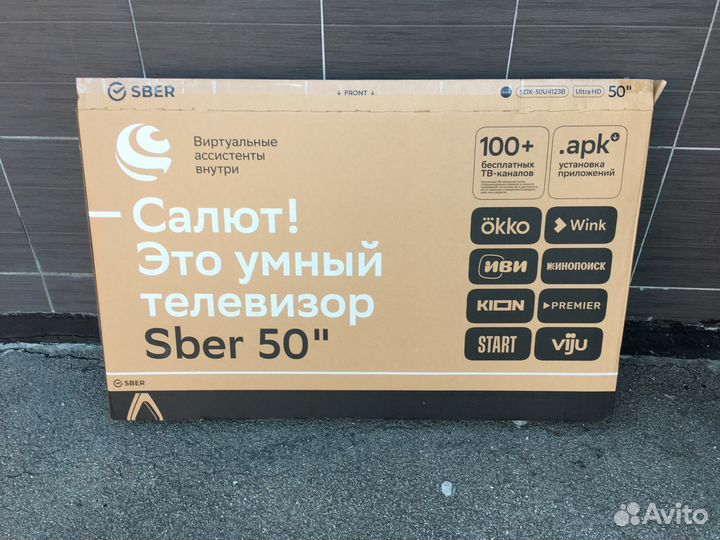 SBER
↓ FRONT ↓
SDX-50U4123B
Ultra HD
50"
Виртуальные
ассистенты
внутри
100+
бесплатных
ТВ-каналов
.apk
установка
приложений
Салют!
Это умный
телевизор
Sber 50"
ökko
Wink
иви
КИНОПОИСК
KION
PREMIER
START
viju
SBER
Avito